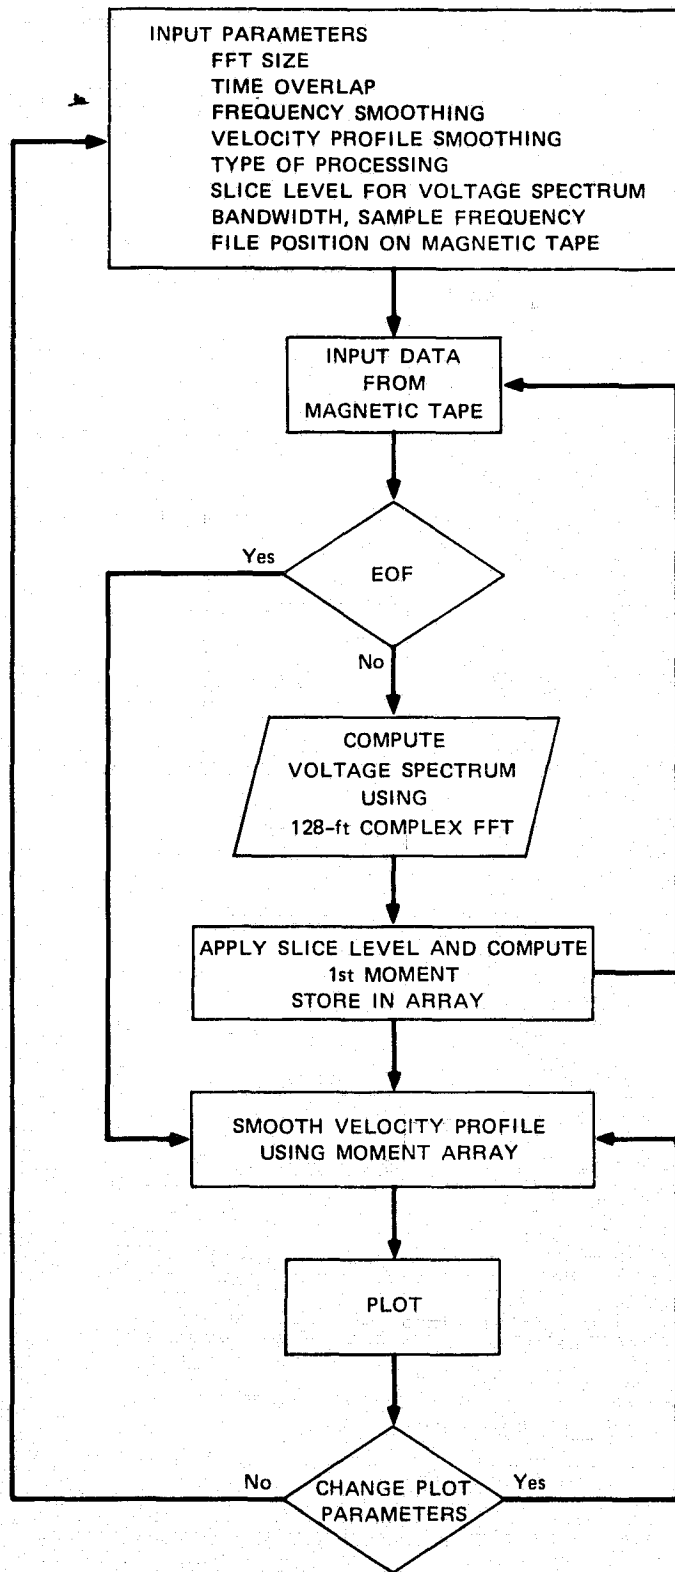 INPUT PARAMETERS
FFT SIZE
TIME OVERLAP
FREQUENCY SMOOTHING
VELOCITY PROFILE SMOOTHING
TYPE OF PROCESSING
SLICE LEVEL FOR VOLTAGE SPECTRUM
BANDWIDTH, SAMPLE FREQUENCY
FILE POSITION ON MAGNETIC TAPE
INPUT DATA
FROM
MAGNETIC TAPE
Yes
EOF
No
COMPUTE
VOLTAGE SPECTRUM
USING
128-ft COMPLEX FFT
APPLY SLICE LEVEL AND COMPUTE
1st MOMENT
STORE IN ARRAY
SMOOTH VELOCITY PROFILE
USING MOMENT ARRAY
PLOT
No
CHANGE PLOT
PARAMETERS
Yes